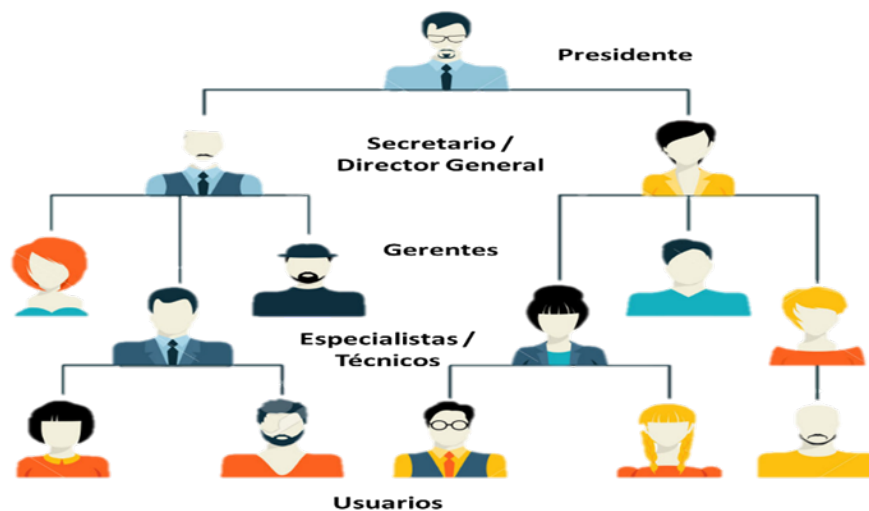 Presidente
Secretario /
Director General
Gerentes
Especialistas /
Técnicos
Usuarios